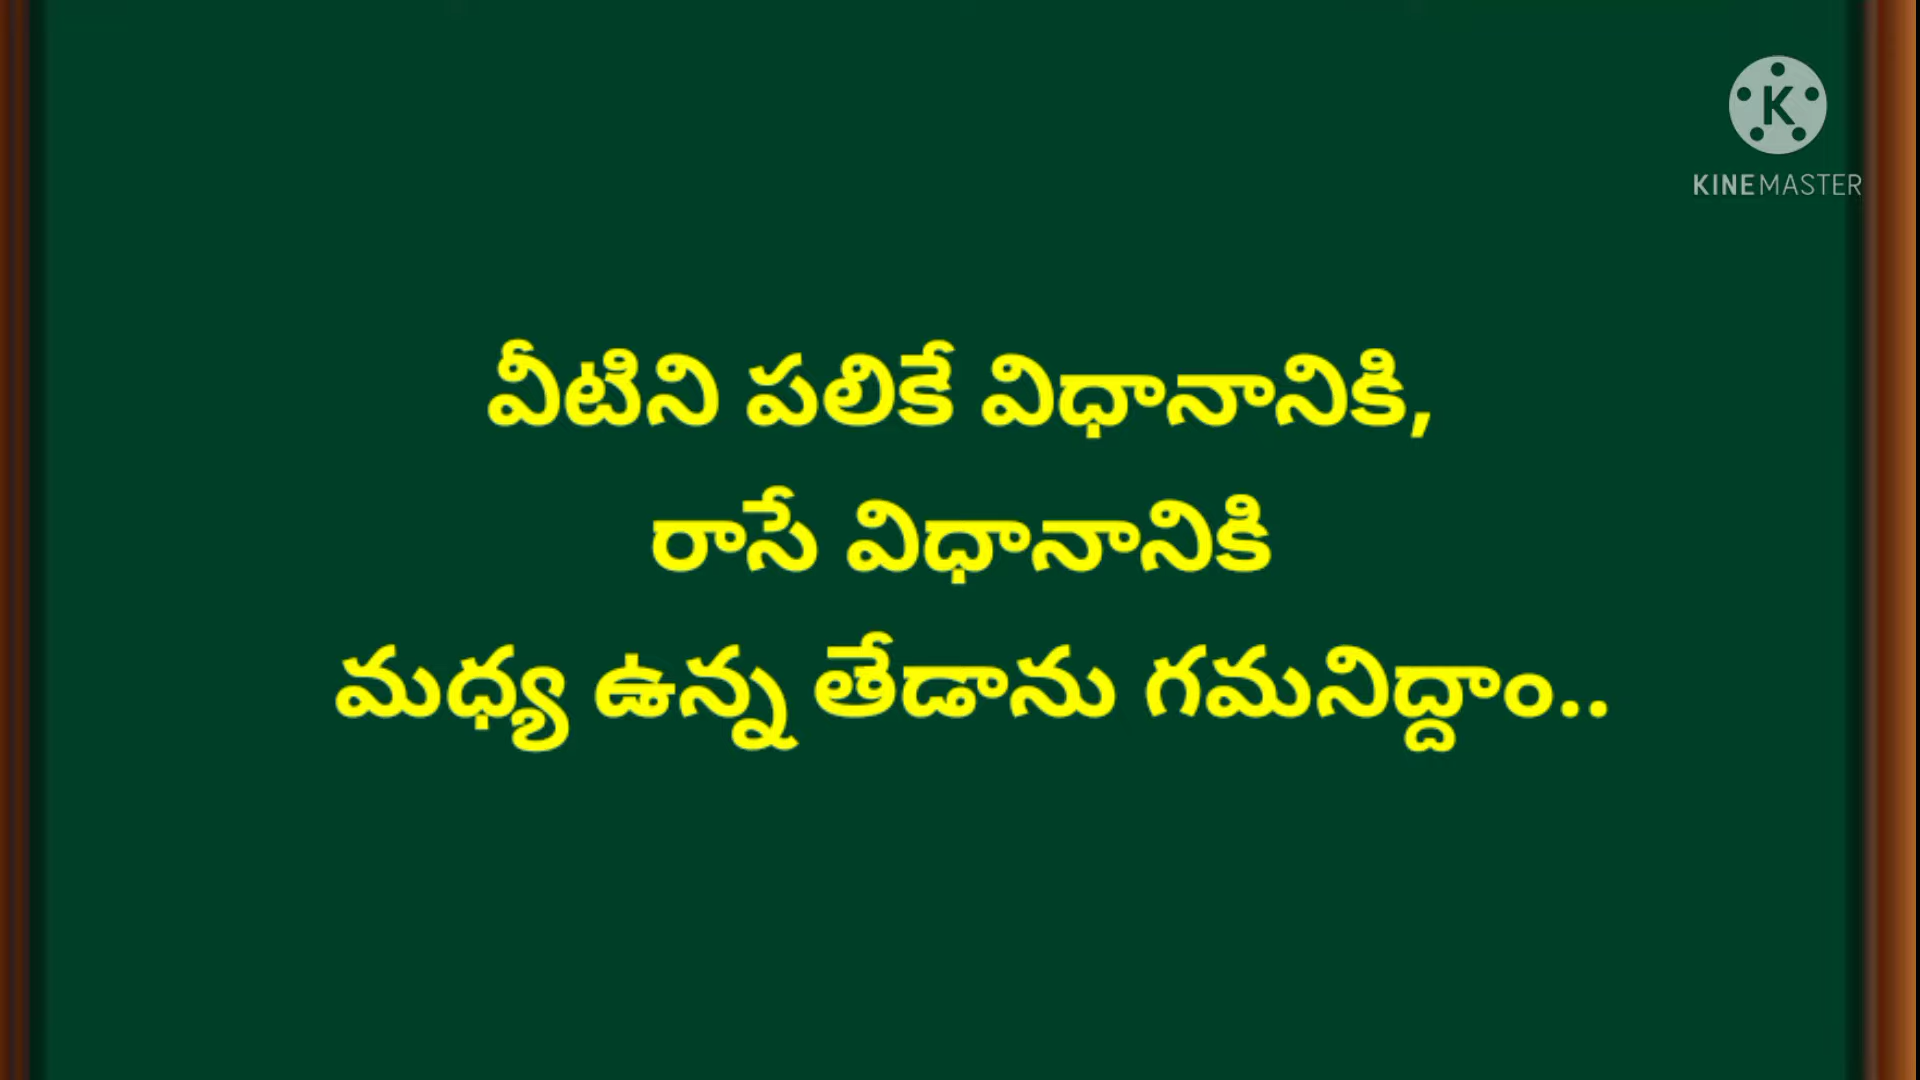 K
KINEMASTER
వీటిని పలికే విధానానికి,
రాసే విధానానికి
మధ్య ఉన్న తేడాను గమనిద్దాం..